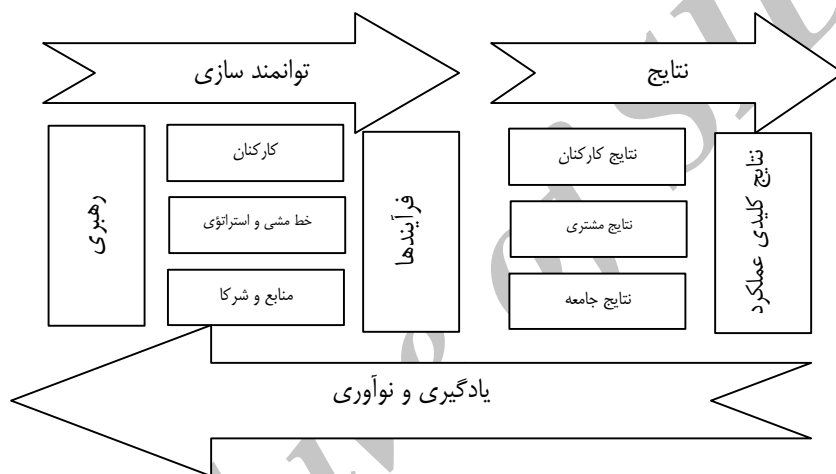 توانمند سازی
نتایج
رهبری
کارکنان
خط مشی و استراتژی
منابع و شرکا
فرآیندها
نتایج کارکنان
نتایج مشتری
نتایج جامعه
نتایج کلیدی عملکرد
یادگیری و نوآوری